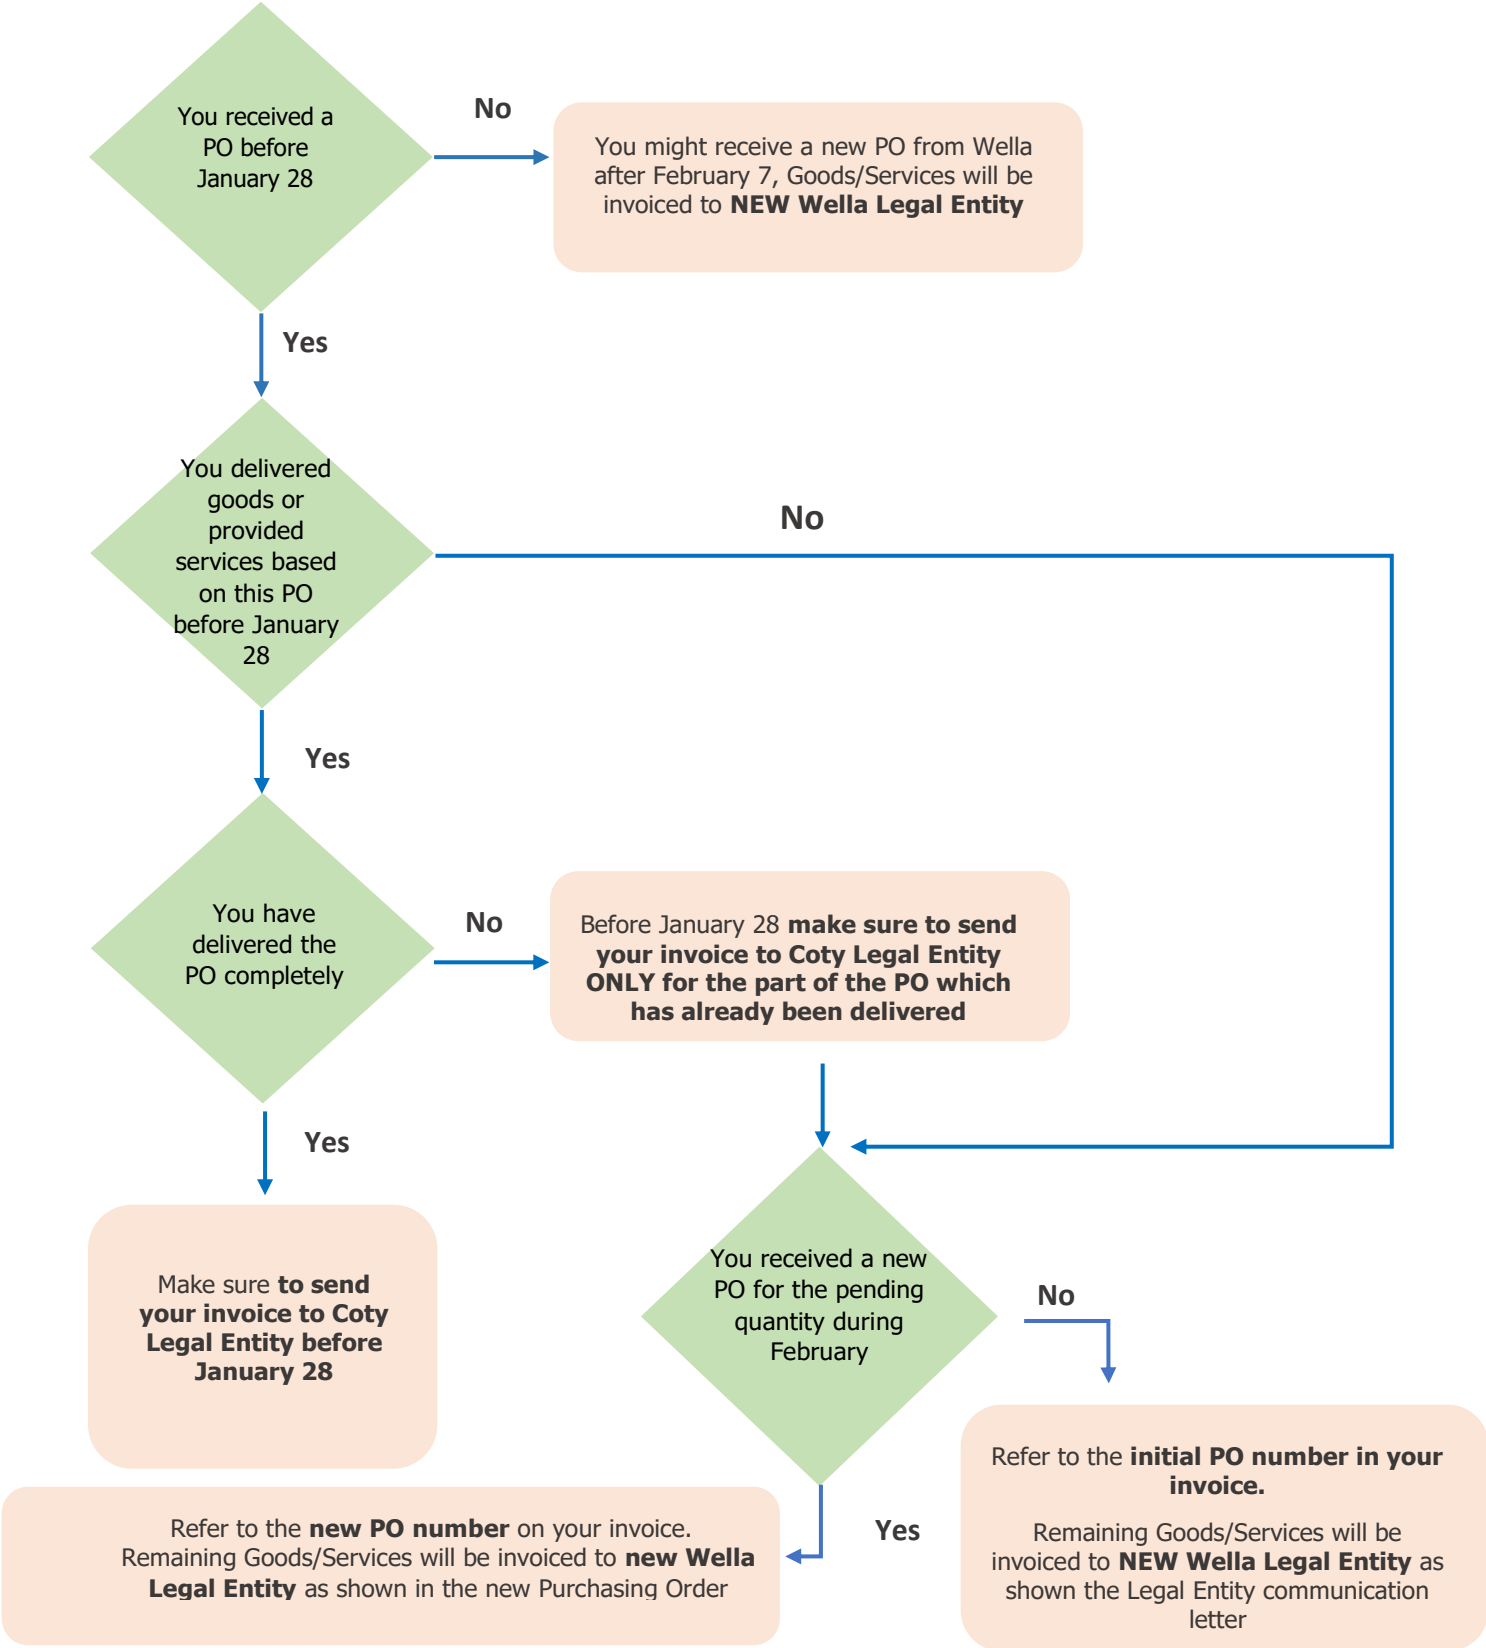 You received a
PO before
January 28
No
You might receive a new PO from Wella
after February 7, Goods/Services will be
invoiced to NEW Wella Legal Entity
Yes
You delivered
goods or
provided
services based
on this PO
before January
28
No
Yes
You have
delivered the
PO completely
No
Before January 28 make sure to send
your invoice to Coty Legal Entity
ONLY for the part of the PO which
has already been delivered
Yes
Make sure to send
your invoice to Coty
Legal Entity before
January 28
You received a new
PO for the pending
quantity during
February
No
Refer to the initial PO number in your
invoice.
Remaining Goods/Services will be
invoiced to NEW Wella Legal Entity as
shown the Legal Entity communication
letter
Yes
Refer to the new PO number on your invoice.
Remaining Goods/Services will be invoiced to new Wella
Legal Entity as shown in the new Purchasing Order